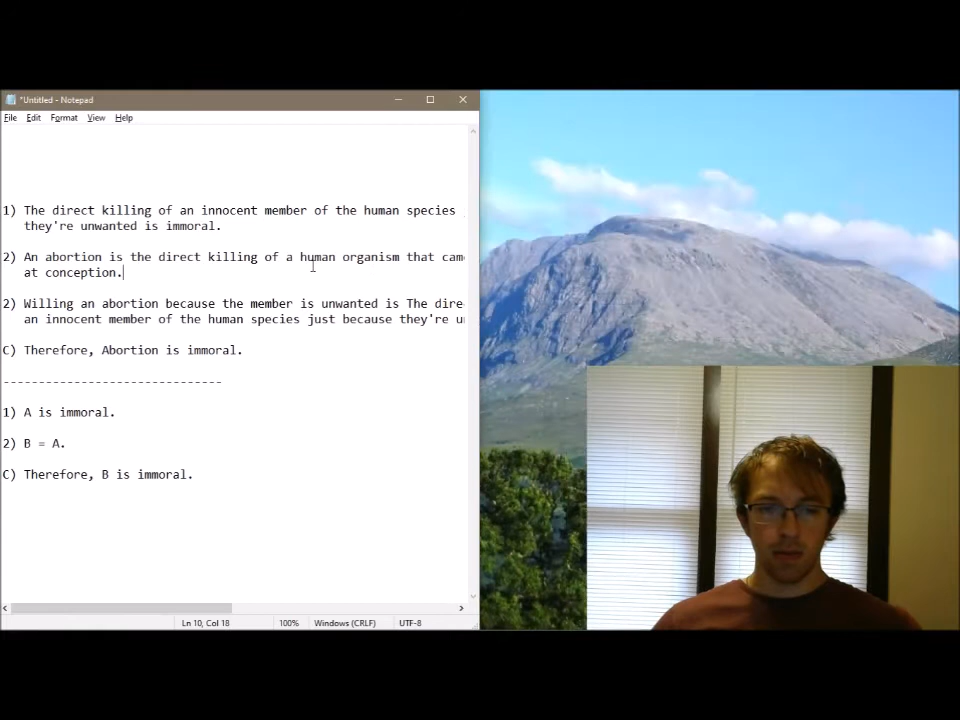 *Untitled - Notepad
File Edit Format View Help
1) The direct killing of an innocent member of the human species
they're unwanted is immoral.
2) An abortion is the direct killing of a human organism that
at conception.
2) Willing an abortion because the member is unwanted is The
an innocent member of the human species just because they're
C) Therefore, Abortion is immoral.
-------------------------------
1) A is immoral.
2) B = A.
C) Therefore, B is immoral.
Ln 10, Col 18 100% Windows (CRLF) UTF-8